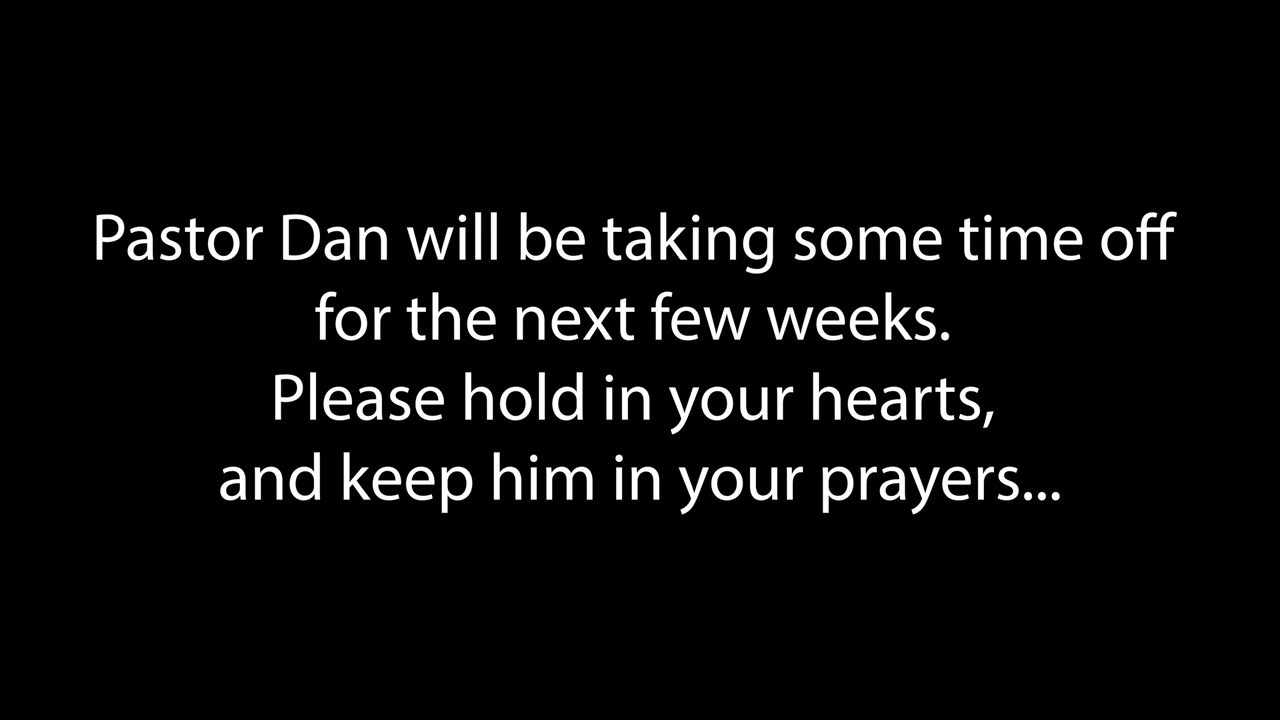 Pastor Dan will be taking some time off
for the next few weeks.
Please hold in your hearts,
and keep him in your prayers...